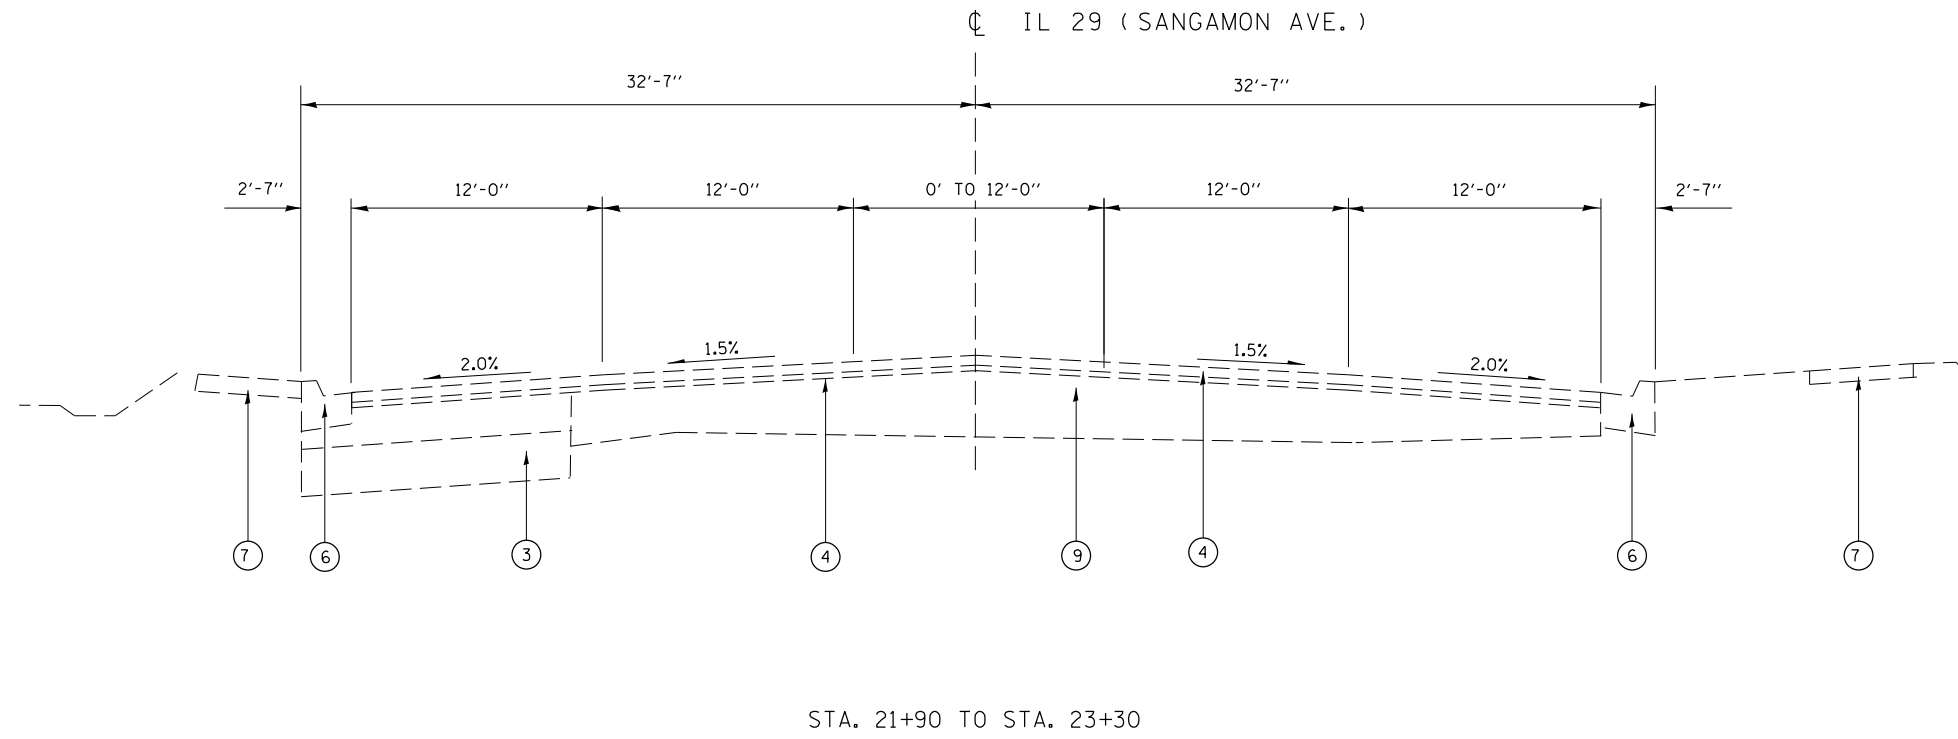 ℄ IL 29 (SANGAMON AVE.)
32'-7'' 32'-7''
2'-7'' 12'-0'' 12'-0'' 0' TO 12'-0'' 12'-0'' 12'-0'' 2'-7''
2.0% 1.5% 1.5% 2.0%
7 6 3 4 9 4 6 7
STA. 21+90 TO STA. 23+30